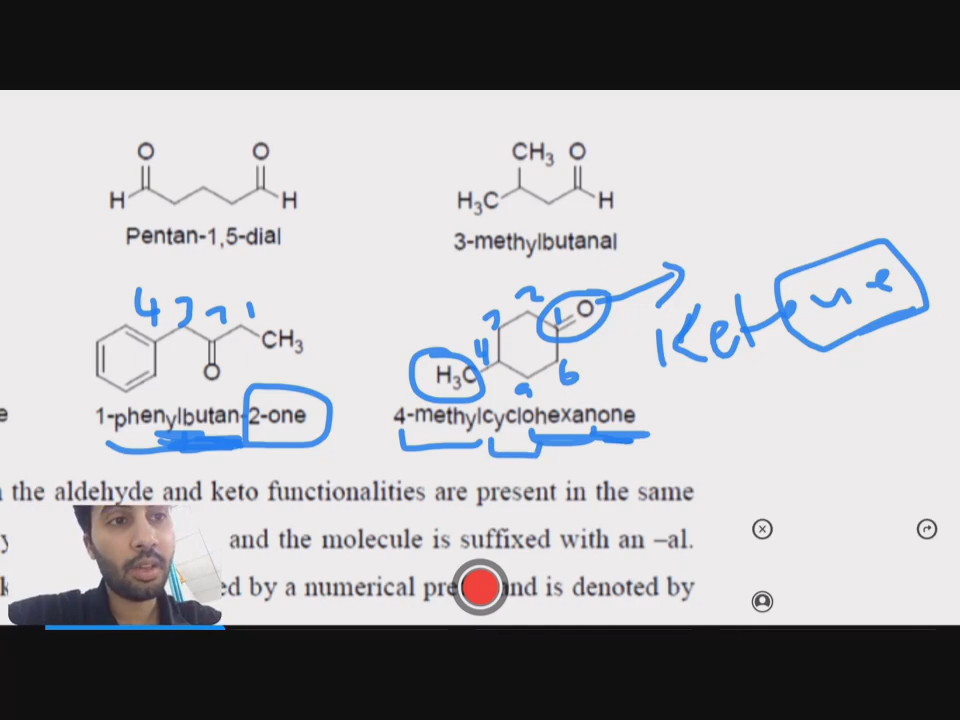 O O
H H
Pentan-1,5-dial
CH3 O
H3C H
3-methylbutanal
4 3 2 1
CH3
O
1-phenylbutan-2-one
2 1 O
3
4
H3C
6
4-methylcyclohexanone
Ketone
e
the aldehyde and keto functionalities are present in the same
and the molecule is suffixed with an –al.
ed by a numerical and is denoted by